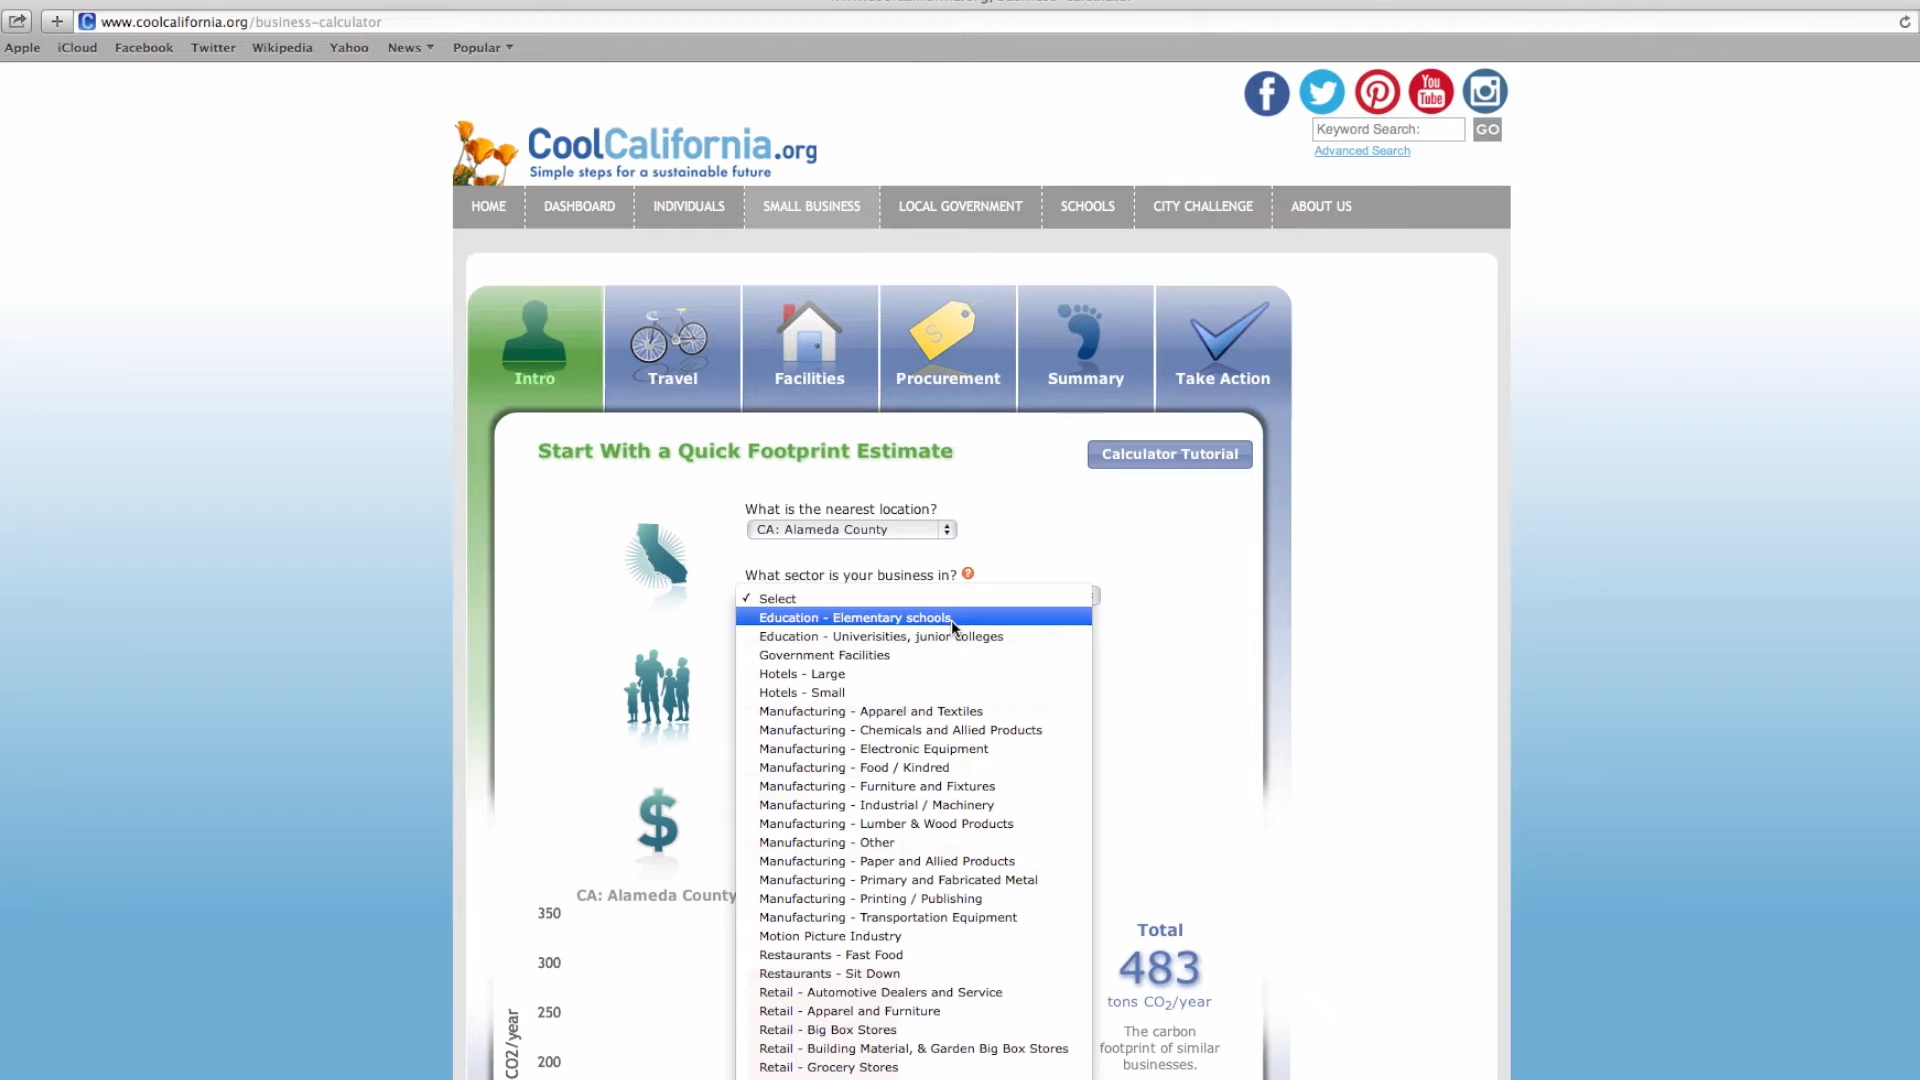 www.coolcalifornia.org/business-calculator
Apple iCloud Facebook Twitter Wikipedia Yahoo News Popular
You
Tube
Keyword Search: GO
Advanced Search
CoolCalifornia.org
Simple steps for a sustainable future
HOME DASHBOARD INDIVIDUALS SMALL BUSINESS LOCAL GOVERNMENT SCHOOLS CITY CHALLENGE ABOUT US
Intro Travel Facilities Procurement Summary Take Action
Start With a Quick Footprint Estimate
Calculator Tutorial
What is the nearest location?
CA: Alameda County
What sector is your business in? ?
✓ Select
Education - Elementary schools
Education - Univerisities, junior colleges
Government Facilities
Hotels - Large
Hotels - Small
Manufacturing - Apparel and Textiles
Manufacturing - Chemicals and Allied Products
Manufacturing - Electronic Equipment
Manufacturing - Food / Kindred
Manufacturing - Furniture and Fixtures
Manufacturing - Industrial / Machinery
Manufacturing - Lumber & Wood Products
Manufacturing - Other
Manufacturing - Paper and Allied Products
Manufacturing - Primary and Fabricated Metal
Manufacturing - Printing / Publishing
Manufacturing - Transportation Equipment
Motion Picture Industry
Restaurants - Fast Food
Restaurants - Sit Down
Retail - Automotive Dealers and Service
Retail - Apparel and Furniture
Retail - Big Box Stores
Retail - Building Material, & Garden Big Box Stores
Retail - Grocery Stores
$
CA: Alameda County
350
300
250
200
CO2/year
Total
483
tons CO2/year
The carbon
footprint of similar
businesses.